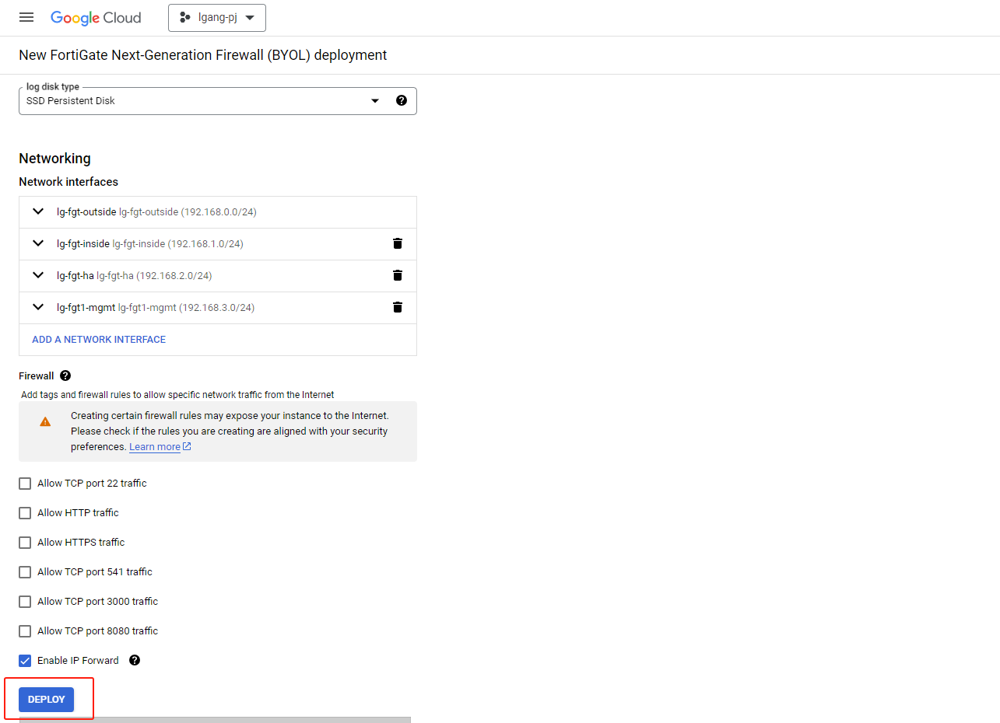 Google Cloud
lgang-pj
New FortiGate Next-Generation Firewall (BYOL) deployment
log disk type
SSD Persistent Disk
Networking
Network interfaces
lg-fgt-outside lg-fgt-outside (192.168.0.0/24)
lg-fgt-inside lg-fgt-inside (192.168.1.0/24)
lg-fgt-ha lg-fgt-ha (192.168.2.0/24)
lg-fgt1-mgmt lg-fgt1-mgmt (192.168.3.0/24)
ADD A NETWORK INTERFACE
Firewall
Add tags and firewall rules to allow specific network traffic from the Internet
Creating certain firewall rules may expose your instance to the Internet.
Please check if the rules you are creating are aligned with your security
preferences. Learn more
Allow TCP port 22 traffic
Allow HTTP traffic
Allow HTTPS traffic
Allow TCP port 541 traffic
Allow TCP port 3000 traffic
Allow TCP port 8080 traffic
Enable IP Forward
DEPLOY